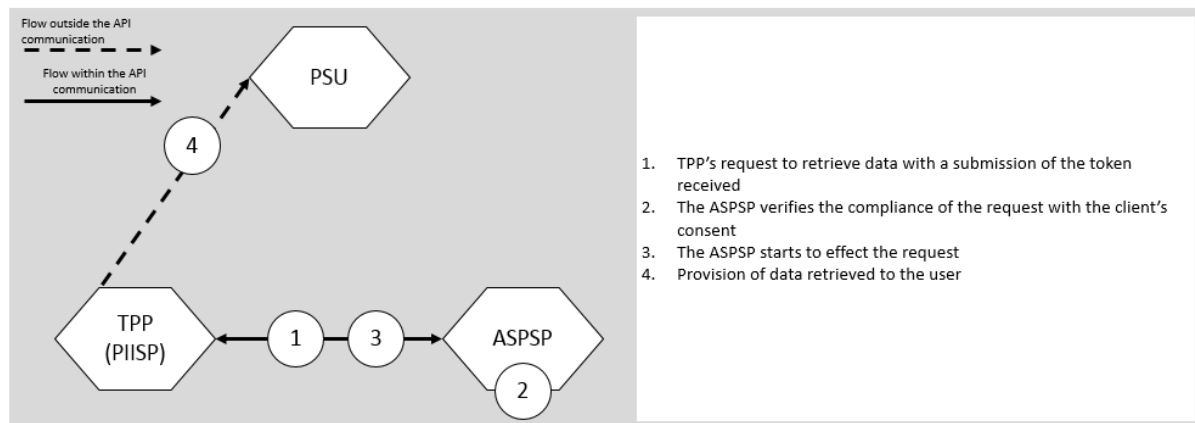 Flow outside the API
communication
Flow within the API
communication
PSU
4
TPP
(PIISP)
1
3
ASPSP
2
1. TPP's request to retrieve data with a submission of the token
received
2. The ASPSP verifies the compliance of the request with the client's
consent
3. The ASPSP starts to effect the request
4. Provision of data retrieved to the user